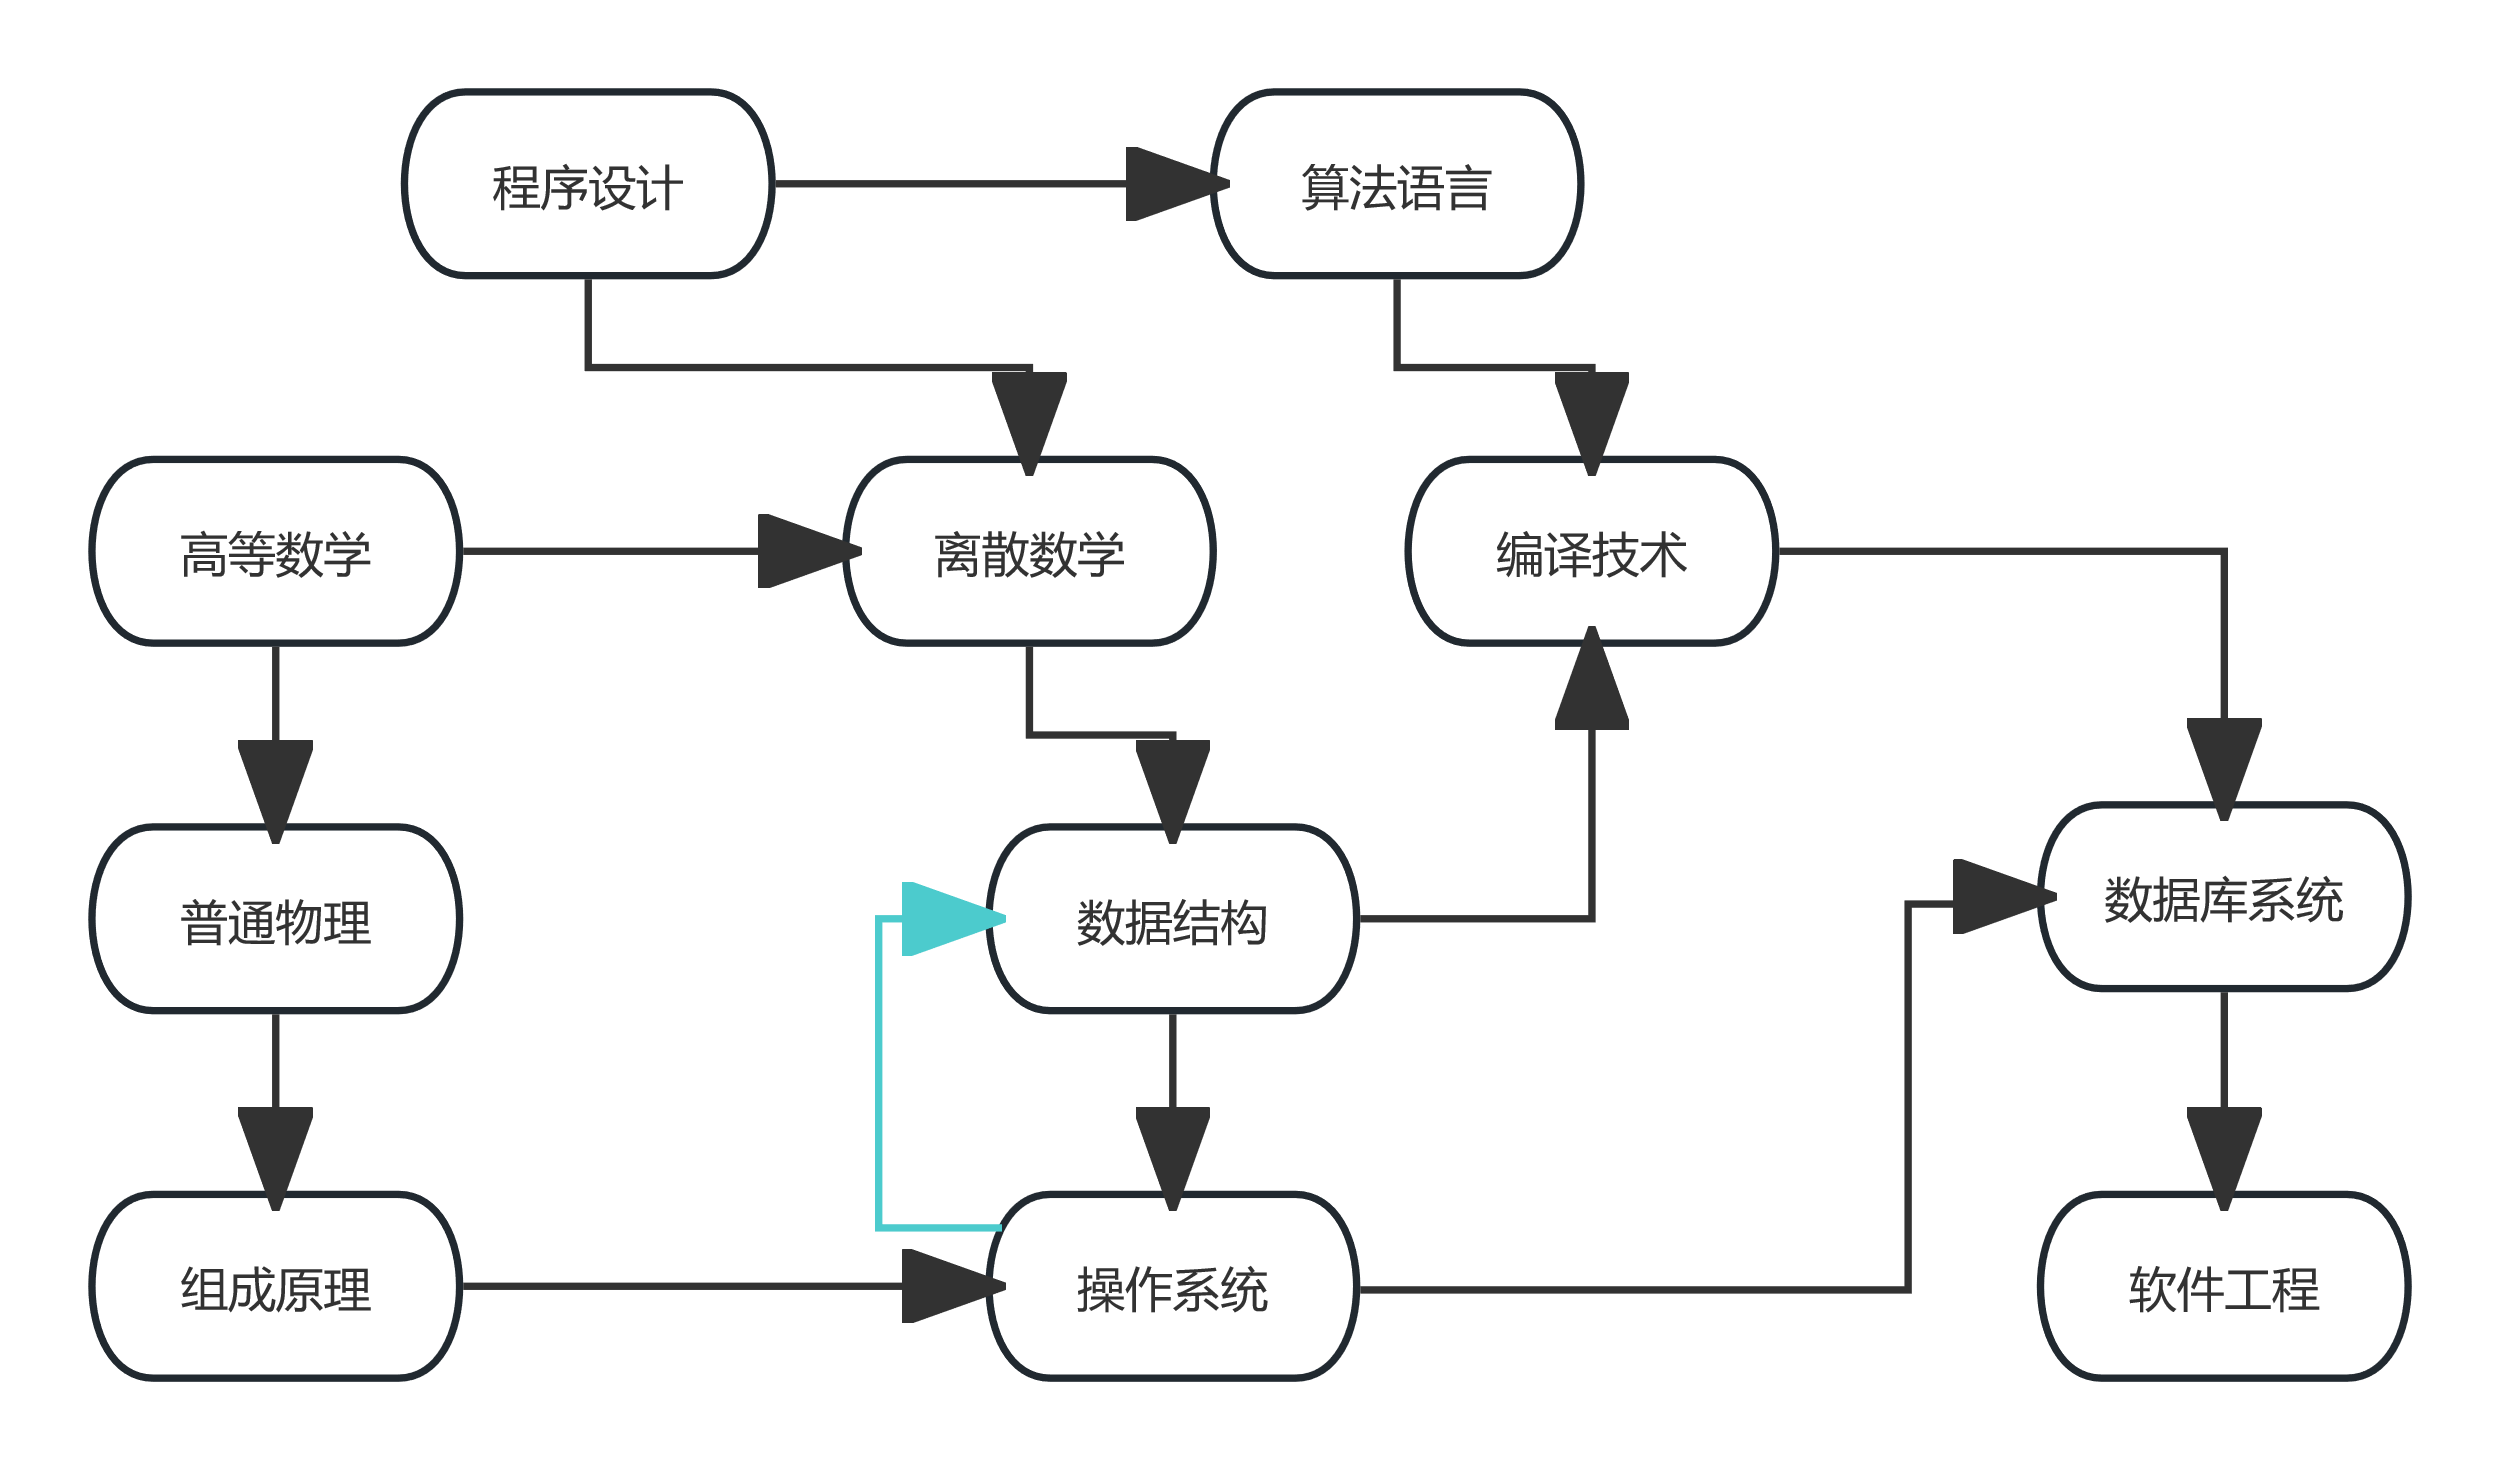 程序设计
算法语言
高等数学
离散数学
编译技术
普通物理
数据结构
数据库系统
组成原理
操作系统
软件工程